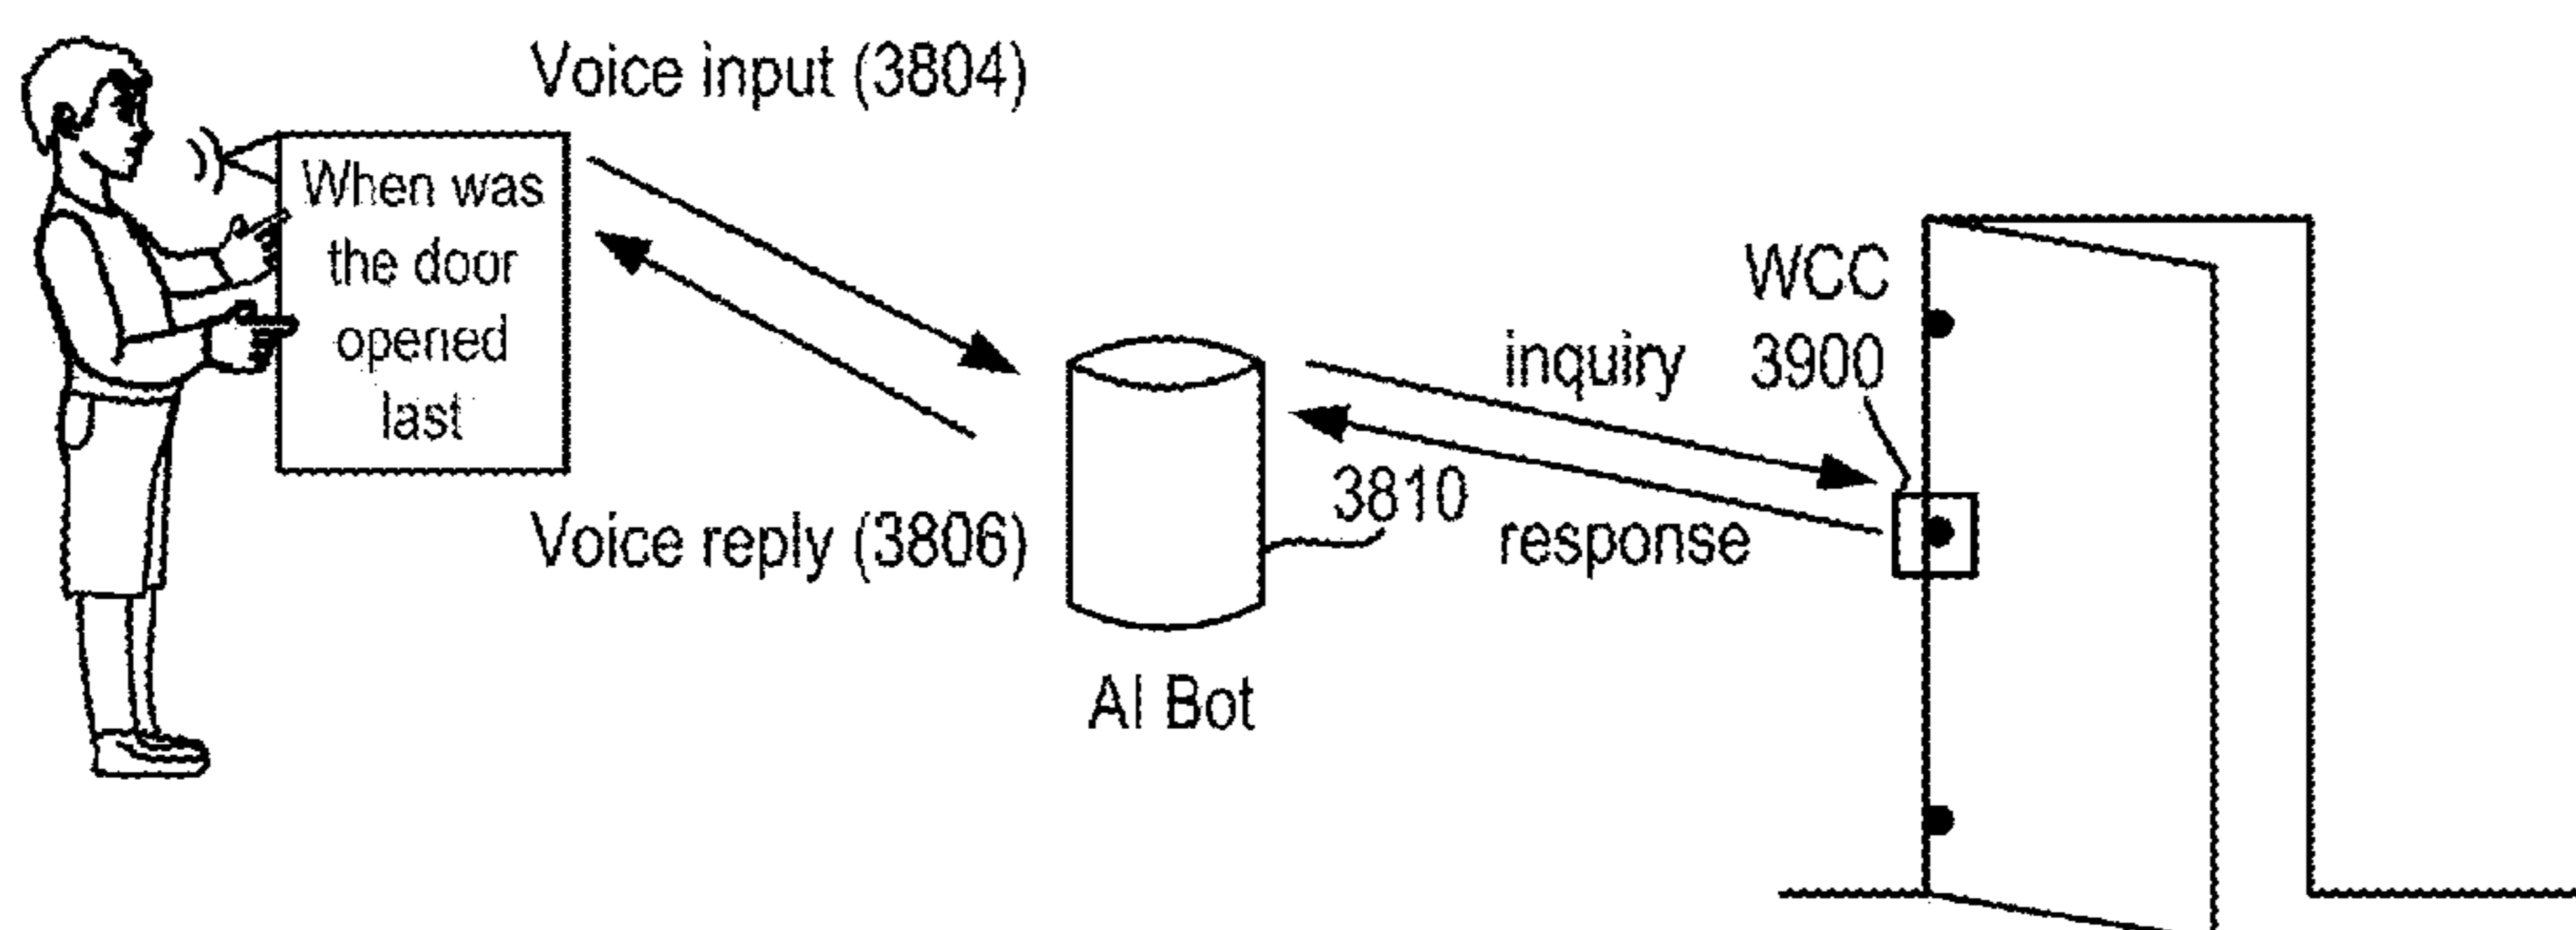 Voice input (3804)
When was
the door
opened
last
Voice reply (3806)
AI Bot
3810
inquiry
response
WCC
3900